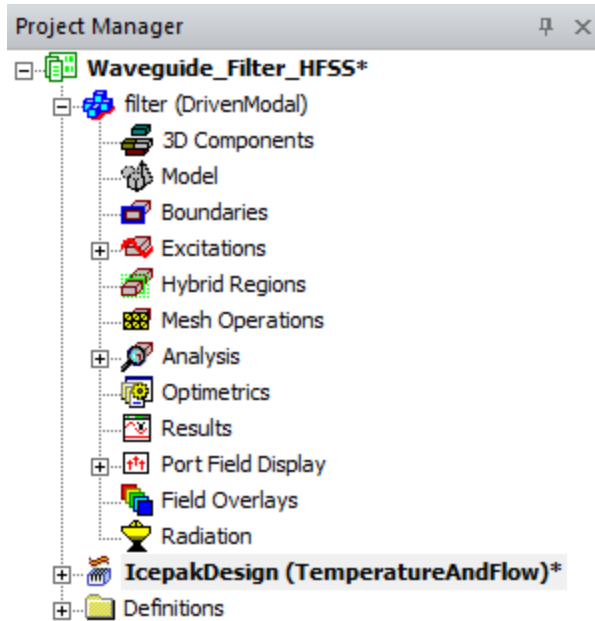 Project Manager
Waveguide_Filter_HFSS*
filter (DrivenModal)
3D Components
Model
Boundaries
Excitations
Hybrid Regions
Mesh Operations
Analysis
Optimetrics
Results
Port Field Display
Field Overlays
Radiation
IcepakDesign (TemperatureAndFlow)*
Definitions